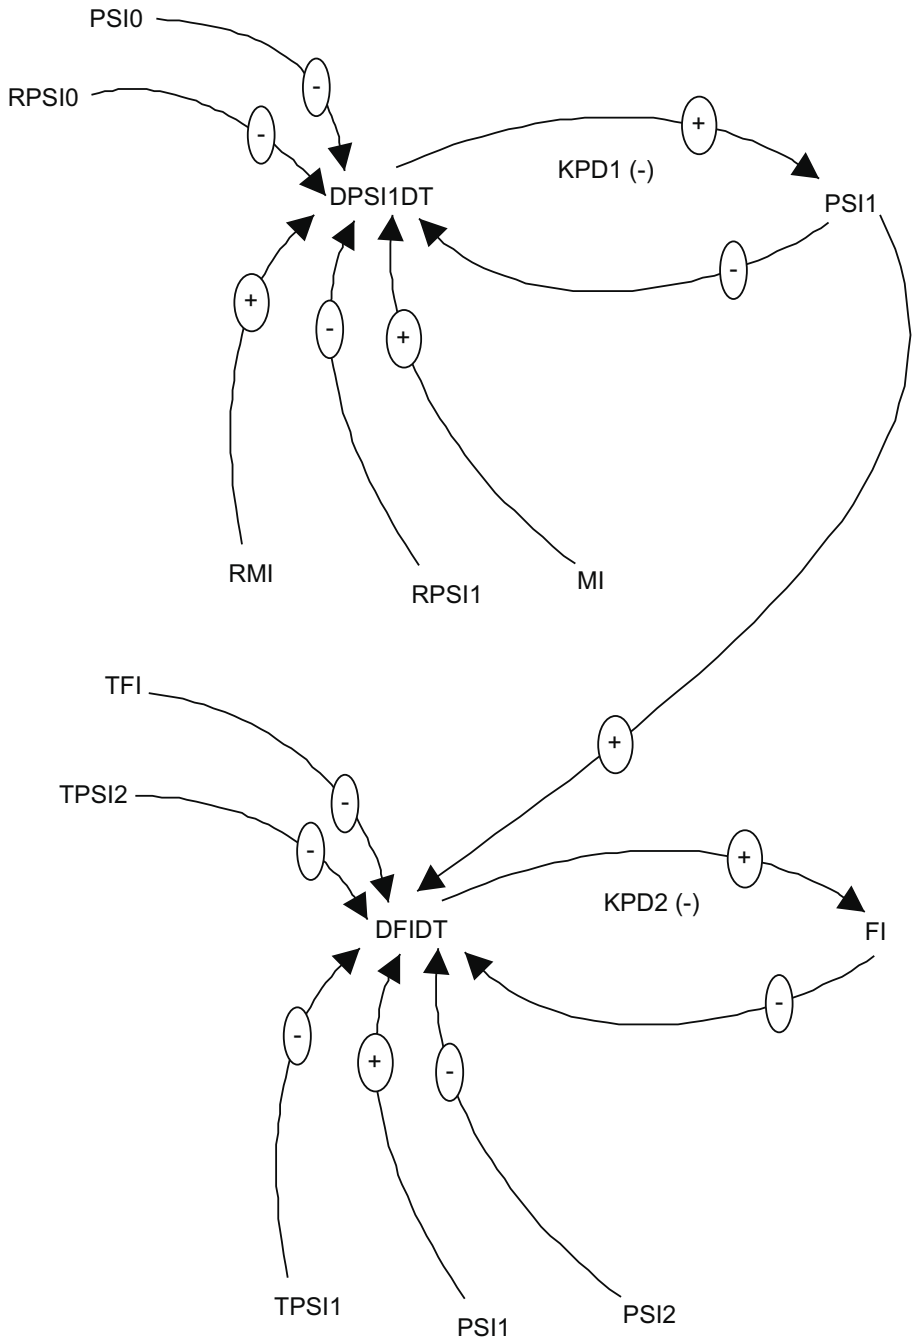 PSI0
-
RPSI0
-
+
KPD1 (-)
DPSI1DT
PSI1
-
+
-
+
RMI
RPSI1
MI
TFI
+
TPSI2
-
-
+
KPD2 (-)
DFIDT
FI
-
-
+
-
TPSI1
PSI1
PSI2